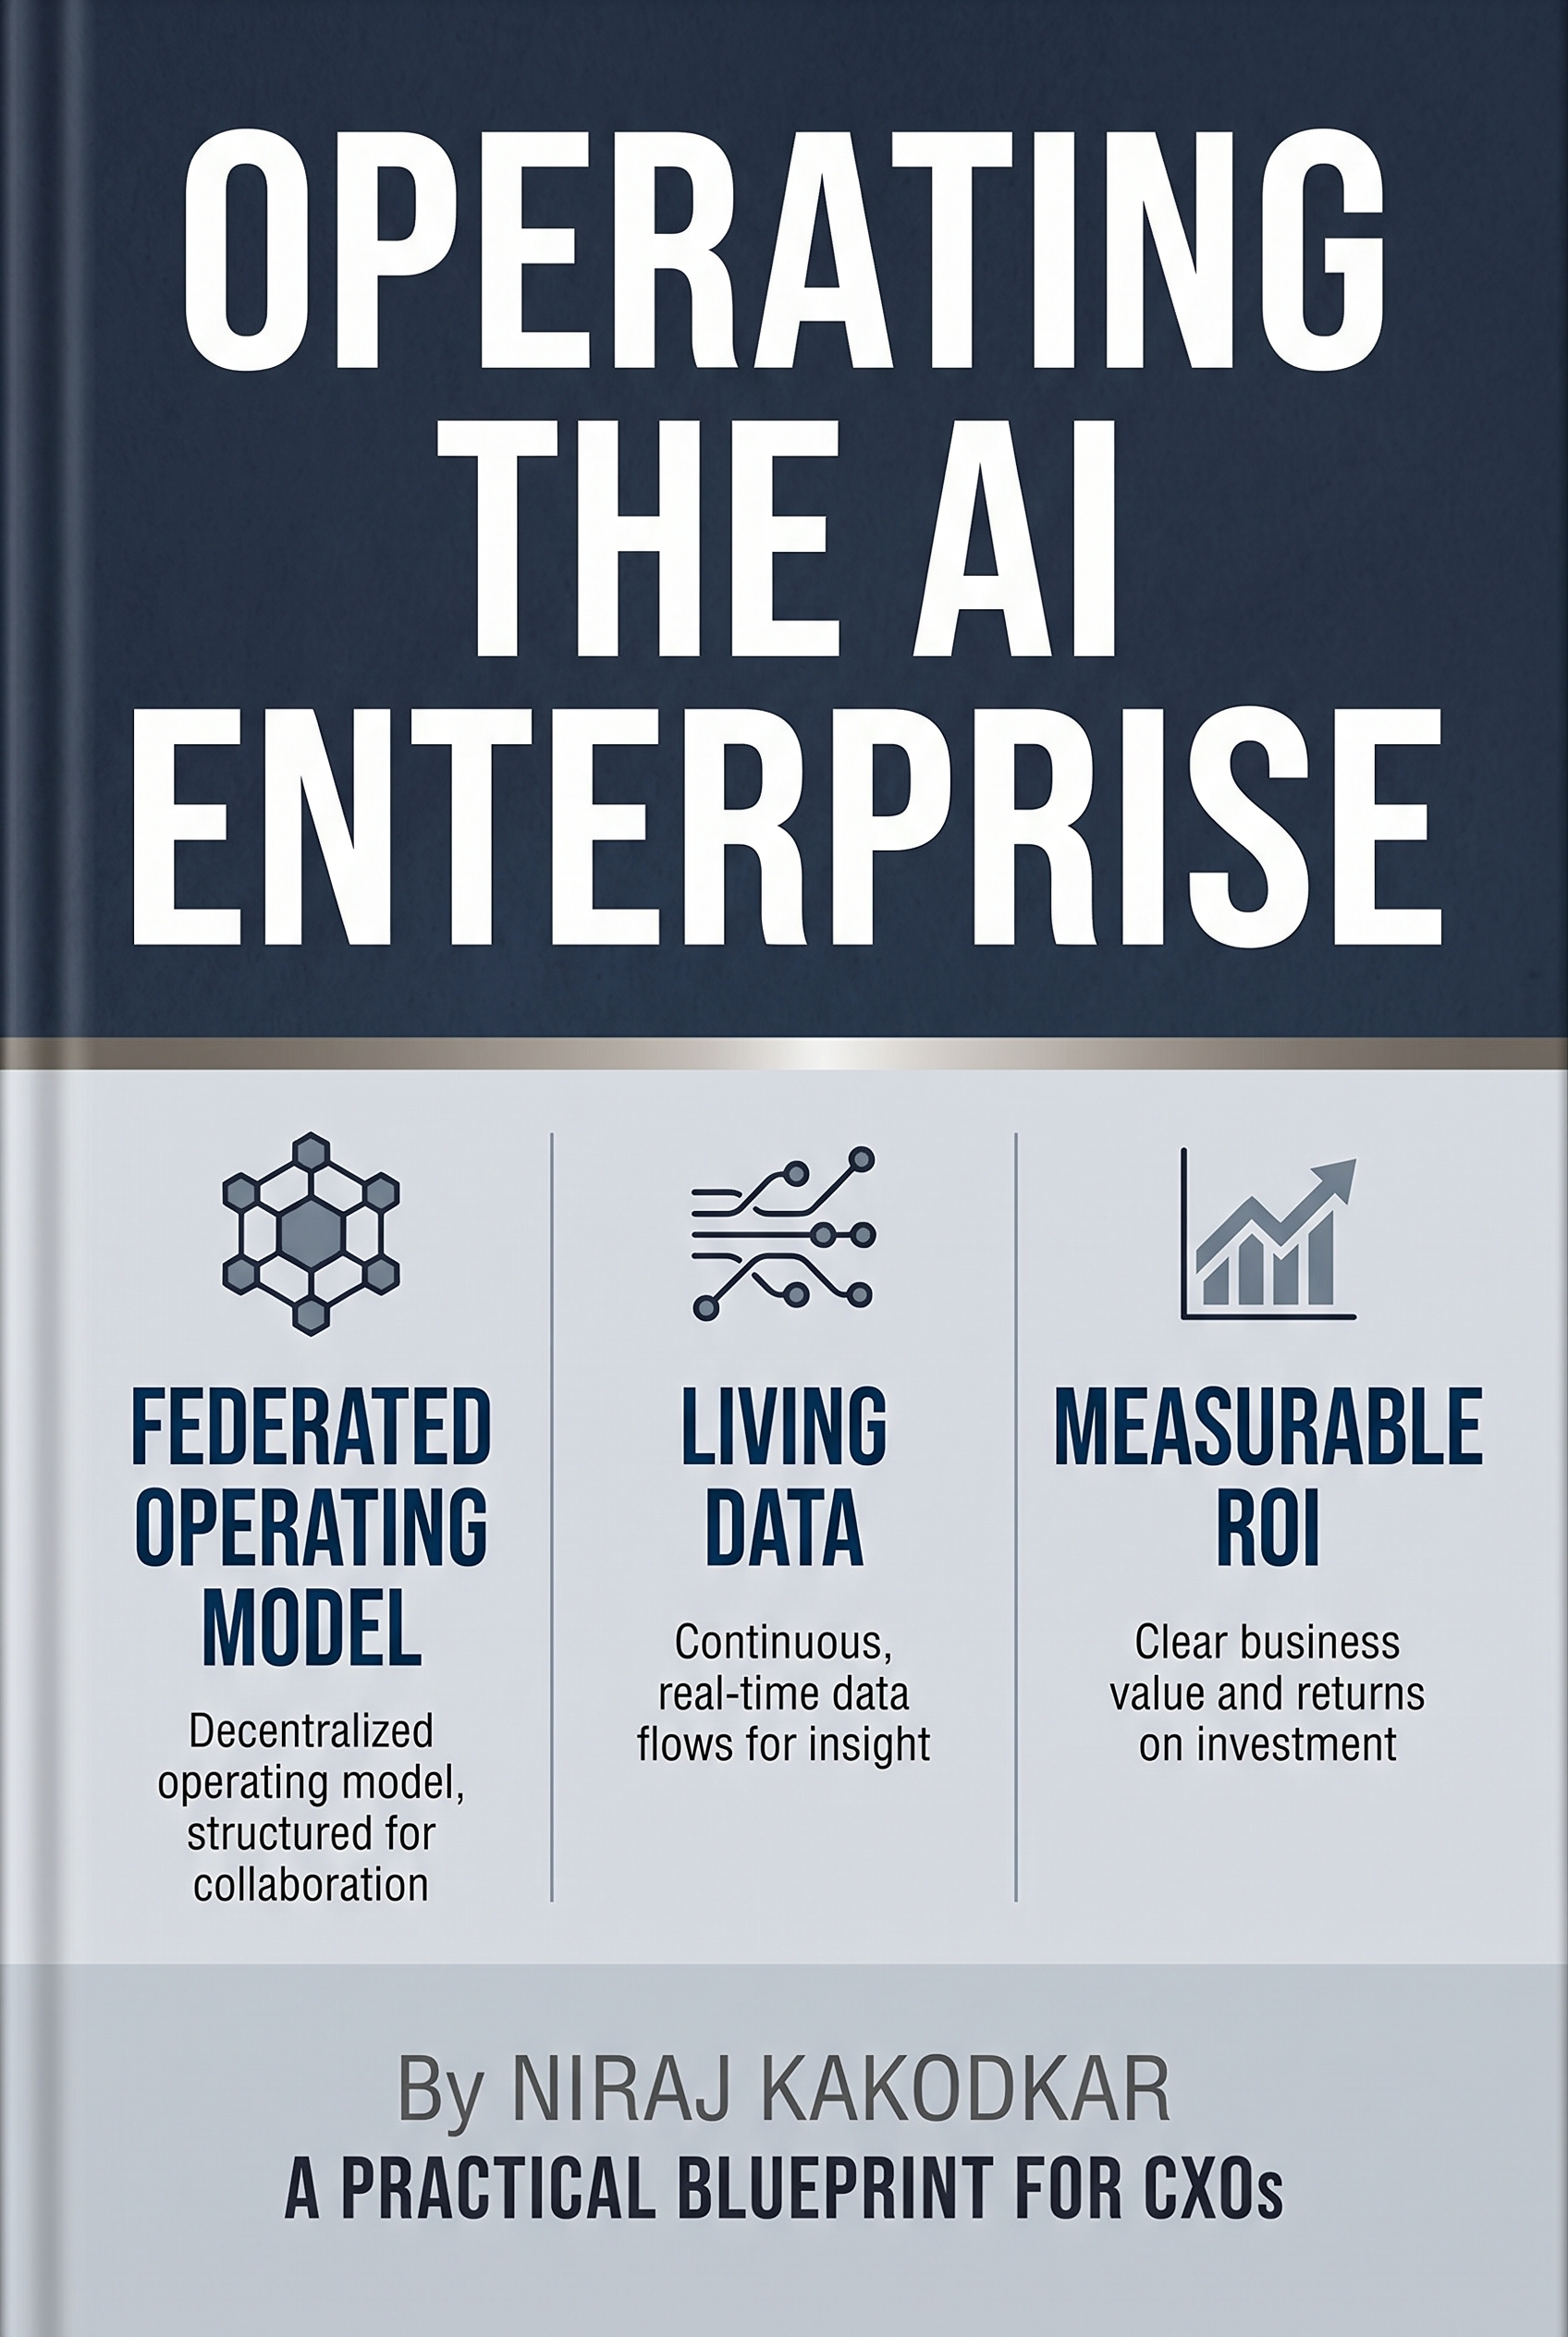 OPERATING
THE AI
ENTERPRISE
FEDERATED
OPERATING
MODEL
Decentralized
operating model,
structured for
collaboration
LIVING
DATA
Continuous,
real-time data
flows for insight
MEASURABLE
ROI
Clear business
value and returns
on investment
By NIRAJ KAKODKAR
A PRACTICAL BLUEPRINT FOR CXOs